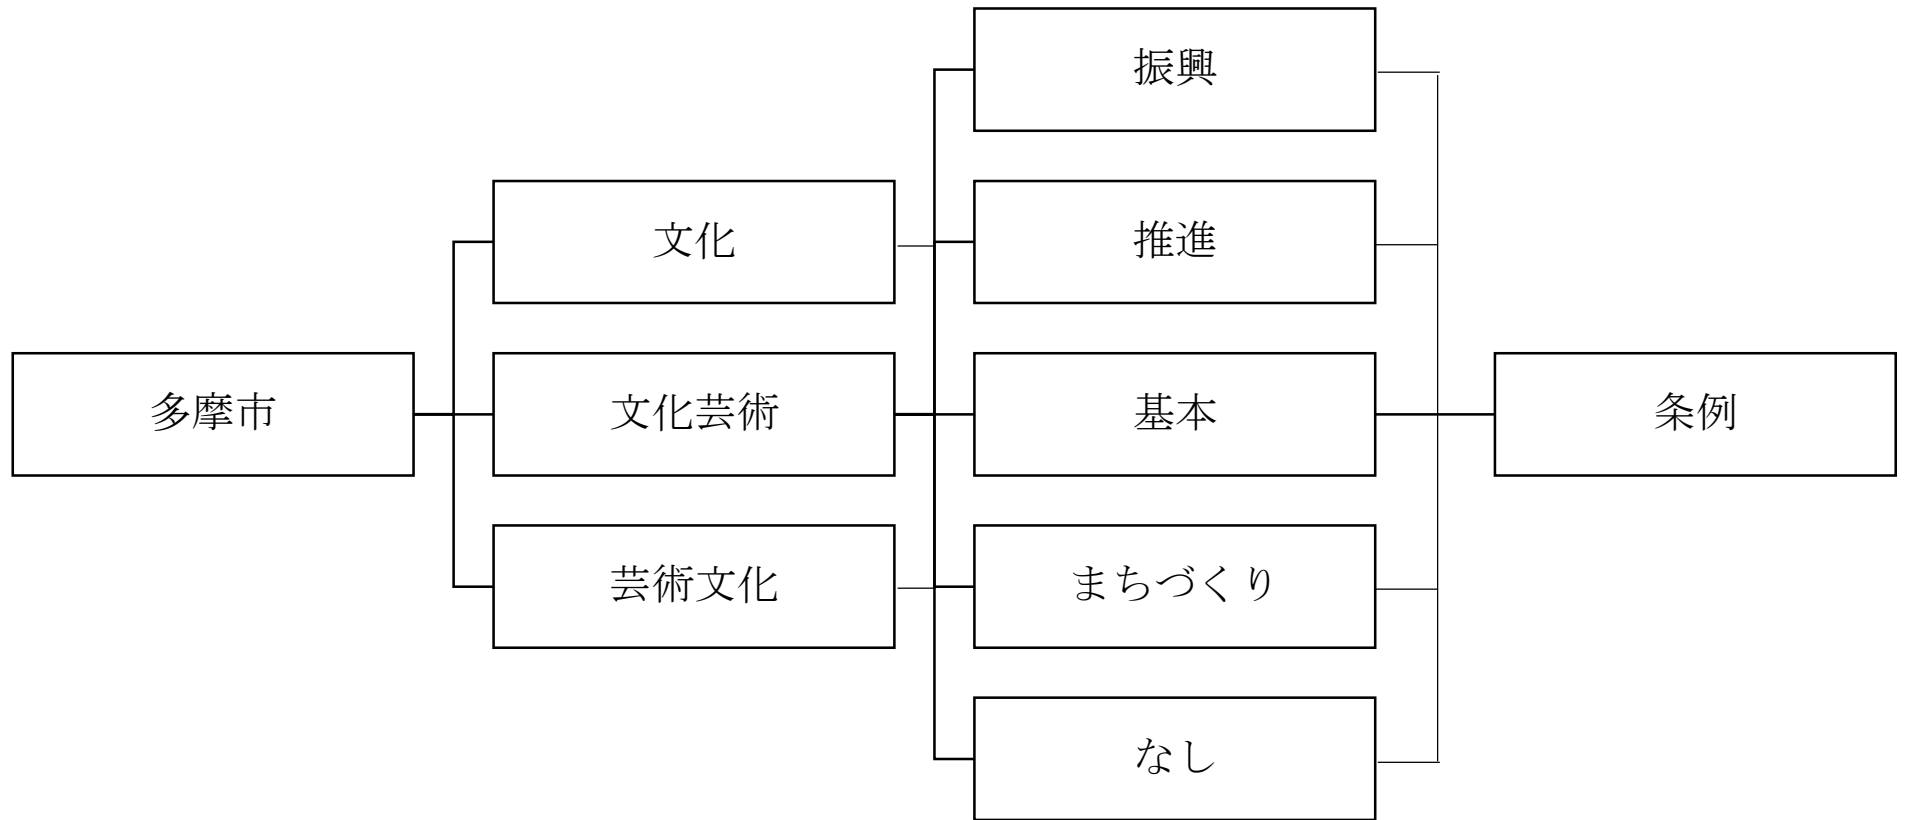 多摩市
文化
文化芸術
芸術文化
振興
推進
基本
まちづくり
なし
条例